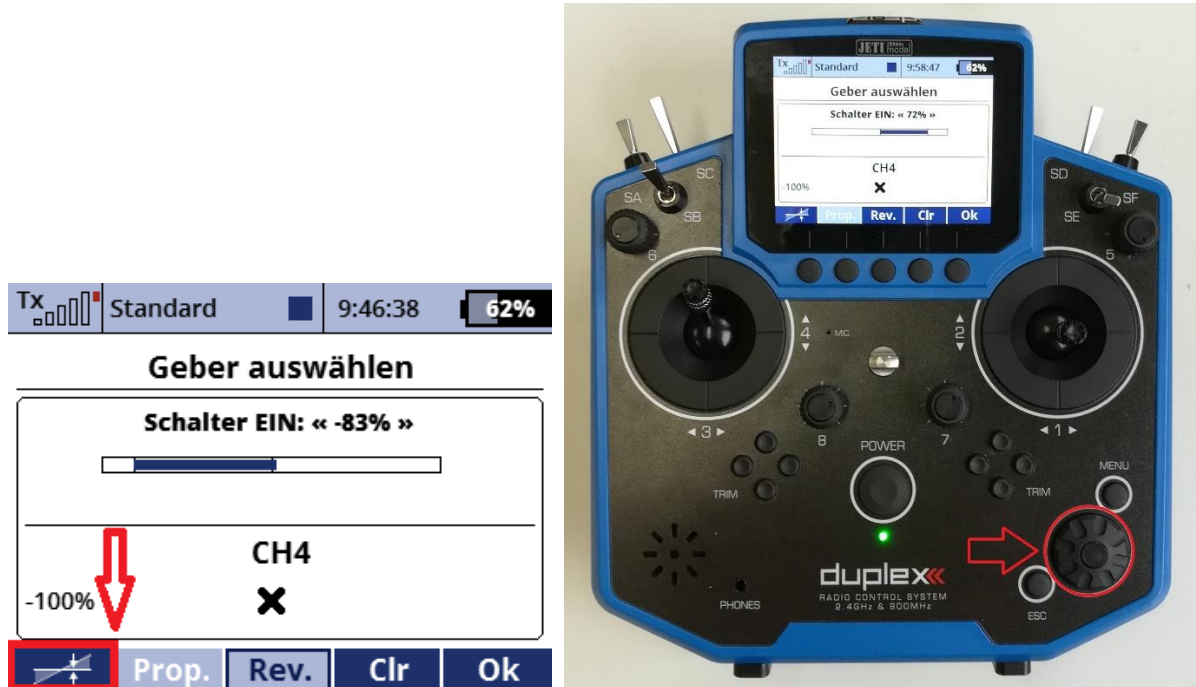 Tx Standard 9:46:38 62%
Geber auswählen
Schalter EIN: « -83% »
CH4
-100%
Prop. Rev. Clr Ok
JETI model
Tx Standard 9:58:47 62%
Geber auswählen
Schalter EIN: « 72% »
CH4
-100%
Prop. Rev. Clr Ok
SC
SA
SB
SD
SF
SE
6
5
4
MIC
2
3
8
7
1
POWER
MENU
TRIM
TRIM
duplex
RADIO CONTROL SYSTEM
2.4GHz & 900MHz
PHONES
ESC